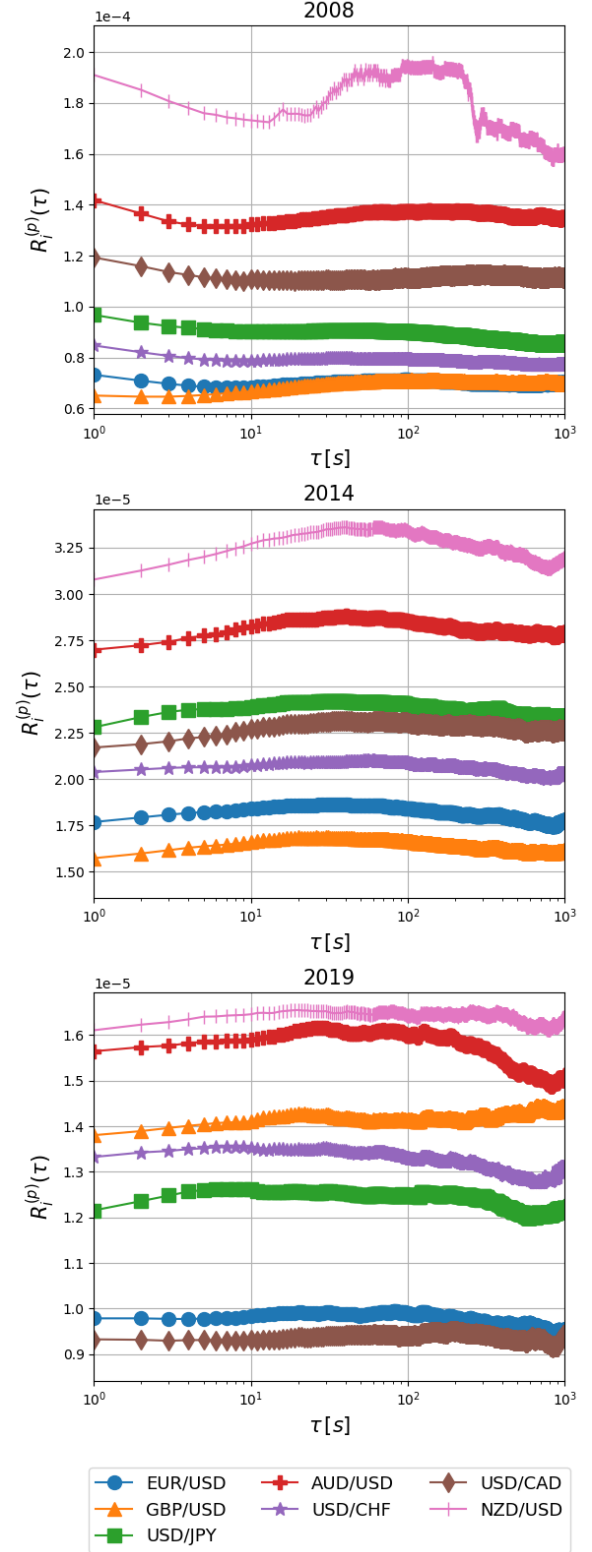 2008
1e−4
2.0
1.8
1.6
1.4
1.2
1.0
0.8
0.6
R_i^{(p)}(τ)
10^0 10^1 10^2 10^3
τ [s]
2014
1e−5
3.25
3.00
2.75
2.50
2.25
2.00
1.75
1.50
R_i^{(p)}(τ)
10^0 10^1 10^2 10^3
τ [s]
2019
1e−5
1.6
1.5
1.4
1.3
1.2
1.1
1.0
0.9
R_i^{(p)}(τ)
10^0 10^1 10^2 10^3
τ [s]
EUR/USD AUD/USD USD/CAD
GBP/USD USD/CHF NZD/USD
USD/JPY